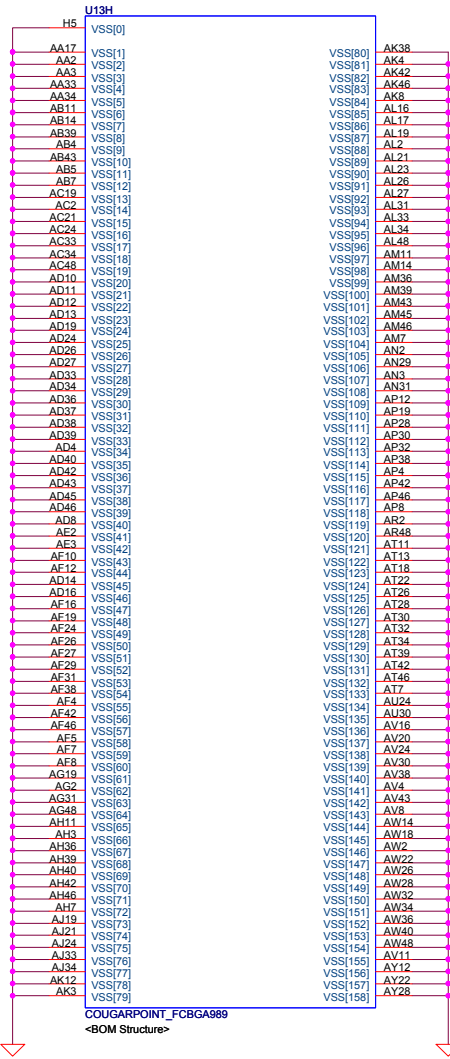 U13H
H5 VSS[0]
AA17 VSS[1] VSS[80] AK38
AA2 VSS[2] VSS[81] AK4
AA3 VSS[3] VSS[82] AK42
AA33 VSS[4] VSS[83] AK46
AA34 VSS[5] VSS[84] AK8
AB11 VSS[6] VSS[85] AL16
AB14 VSS[7] VSS[86] AL17
AB39 VSS[8] VSS[87] AL19
AB4 VSS[9] VSS[88] AL2
AB43 VSS[10] VSS[89] AL21
AB5 VSS[11] VSS[90] AL23
AB7 VSS[12] VSS[91] AL26
AC19 VSS[13] VSS[92] AL27
AC2 VSS[14] VSS[93] AL31
AC21 VSS[15] VSS[94] AL33
AC24 VSS[16] VSS[95] AL34
AC33 VSS[17] VSS[96] AL48
AC34 VSS[18] VSS[97] AM11
AC48 VSS[19] VSS[98] AM14
AD10 VSS[20] VSS[99] AM36
AD11 VSS[21] VSS[100] AM39
AD12 VSS[22] VSS[101] AM43
AD13 VSS[23] VSS[102] AM45
AD19 VSS[24] VSS[103] AM46
AD24 VSS[25] VSS[104] AM7
AD26 VSS[26] VSS[105] AN2
AD27 VSS[27] VSS[106] AN29
AD33 VSS[28] VSS[107] AN3
AD34 VSS[29] VSS[108] AN31
AD36 VSS[30] VSS[109] AP12
AD37 VSS[31] VSS[110] AP19
AD38 VSS[32] VSS[111] AP28
AD39 VSS[33] VSS[112] AP30
AD4 VSS[34] VSS[113] AP32
AD40 VSS[35] VSS[114] AP38
AD42 VSS[36] VSS[115] AP4
AD43 VSS[37] VSS[116] AP42
AD45 VSS[38] VSS[117] AP46
AD46 VSS[39] VSS[118] AP8
AD8 VSS[40] VSS[119] AR2
AE2 VSS[41] VSS[120] AR48
AE3 VSS[42] VSS[121] AT11
AF10 VSS[43] VSS[122] AT13
AF12 VSS[44] VSS[123] AT18
AD14 VSS[45] VSS[124] AT22
AD16 VSS[46] VSS[125] AT26
AF16 VSS[47] VSS[126] AT28
AF19 VSS[48] VSS[127] AT30
AF24 VSS[49] VSS[128] AT32
AF26 VSS[50] VSS[129] AT34
AF27 VSS[51] VSS[130] AT39
AF29 VSS[52] VSS[131] AT42
AF31 VSS[53] VSS[132] AT46
AF38 VSS[54] VSS[133] AT7
AF4 VSS[55] VSS[134] AU24
AF42 VSS[56] VSS[135] AU30
AF46 VSS[57] VSS[136] AV16
AF5 VSS[58] VSS[137] AV20
AF7 VSS[59] VSS[138] AV24
AF8 VSS[60] VSS[139] AV30
AG19 VSS[61] VSS[140] AV38
AG2 VSS[62] VSS[141] AV4
AG31 VSS[63] VSS[142] AV43
AG48 VSS[64] VSS[143] AV8
AH11 VSS[65] VSS[144] AW14
AH3 VSS[66] VSS[145] AW18
AH36 VSS[67] VSS[146] AW2
AH39 VSS[68] VSS[147] AW22
AH40 VSS[69] VSS[148] AW26
AH42 VSS[70] VSS[149] AW28
AH46 VSS[71] VSS[150] AW32
AH7 VSS[72] VSS[151] AW34
AJ19 VSS[73] VSS[152] AW36
AJ21 VSS[74] VSS[153] AW40
AJ24 VSS[75] VSS[154] AW48
AJ33 VSS[76] VSS[155] AV11
AJ34 VSS[77] VSS[156] AY12
AK12 VSS[78] VSS[157] AY22
AK3 VSS[79] VSS[158] AY28
COUGARPOINT_FCBGA989
<BOM Structure>